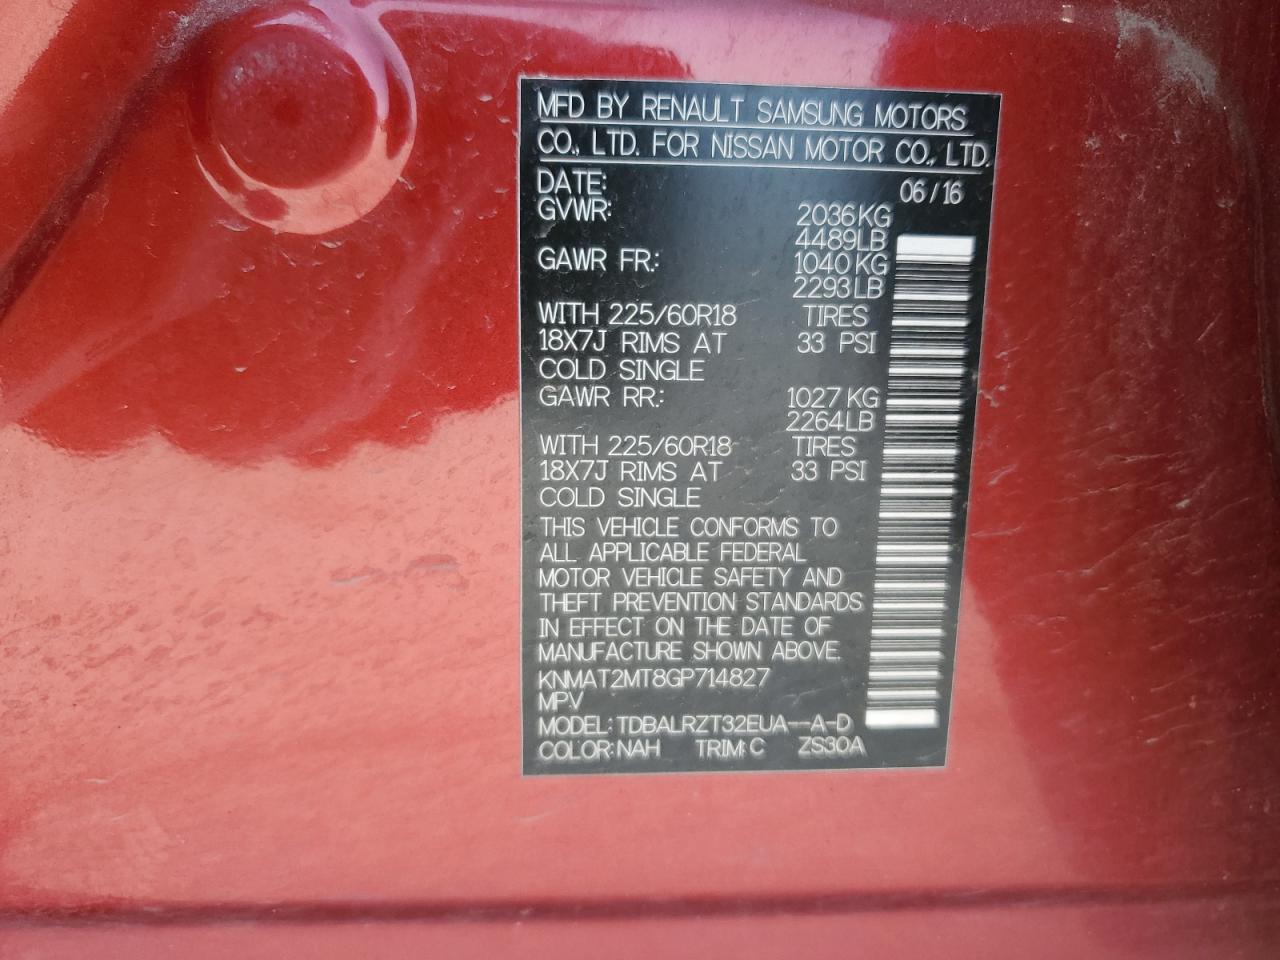 MFD BY RENAULT SAMSUNG MOTORS
CO., LTD. FOR NISSAN MOTOR CO., LTD.
DATE: 06/16
GVWR: 2036KG
4489LB
GAWR FR.: 1040KG
2293LB
WITH 225/60R18 TIRES
18X7J RIMS AT 33 PSI
COLD SINGLE
GAWR RR.: 1027KG
2264LB
WITH 225/60R18 TIRES
18X7J RIMS AT 33 PSI
COLD SINGLE
THIS VEHICLE CONFORMS TO
ALL APPLICABLE FEDERAL
MOTOR VEHICLE SAFETY AND
THEFT PREVENTION STANDARDS
IN EFFECT ON THE DATE OF
MANUFACTURE SHOWN ABOVE.
KNMAT2MT8GP714827
MPV
MODEL: TDBALRZT32EUA--A-D
COLOR: NAH TRIM: C ZS30A